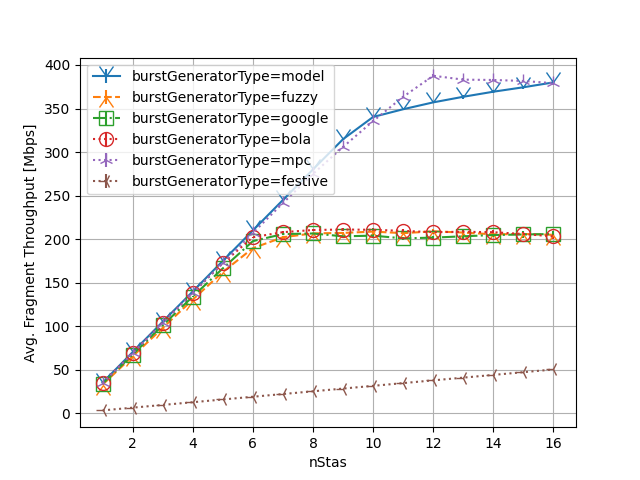 400
350
300
250
200
150
100
50
0
Avg. Fragment Throughput [Mbps]
burstGeneratorType=model
burstGeneratorType=fuzzy
burstGeneratorType=google
burstGeneratorType=bola
burstGeneratorType=mpc
burstGeneratorType=festive
2 4 6 8 10 12 14 16
nStas